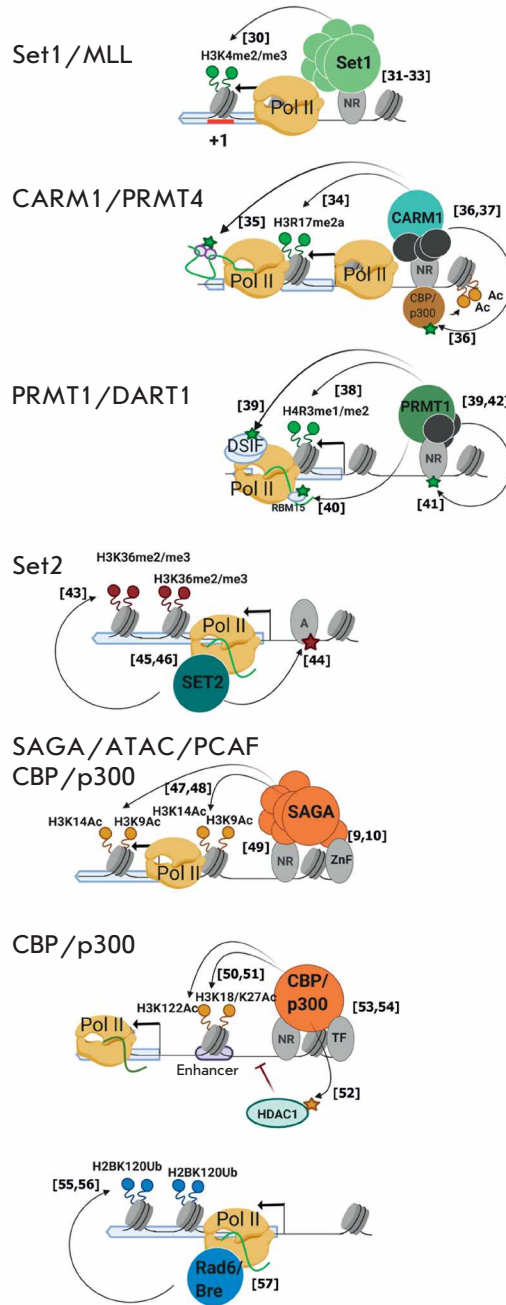 Set1/MLL
[30]
H3K4me2/me3
Set1
[31-33]
Pol II
NR
+1
CARM1/PRMT4
[34]
[35]
H3R17me2a
CARM1
[36,37]
Pol II
Pol II
NR
CBP/
p300
Ac
Ac
[36]
PRMT1/DART1
[39]
[38]
H4R3me1/me2
PRMT1
[39,42]
DSIF
Pol II
NR
RBM15
[40]
[41]
Set2
H3K36me2/me3
[43]
H3K36me2/me3
Pol II
A
[45,46]
[44]
SET2
SAGA/ATAC/PCAF
CBP/p300
[47,48]
H3K14Ac
H3K14Ac
H3K9Ac
H3K9Ac
SAGA
[9,10]
[49]
Pol II
NR
ZnF
CBP/p300
[50,51]
CBP/
p300
H3K18/K27Ac
H3K122Ac
[53,54]
Pol II
NR
TF
Enhancer
[52]
HDAC1
H2BK120Ub
H2BK120Ub
[55,56]
Pol II
Rad6/
Bre
[57]